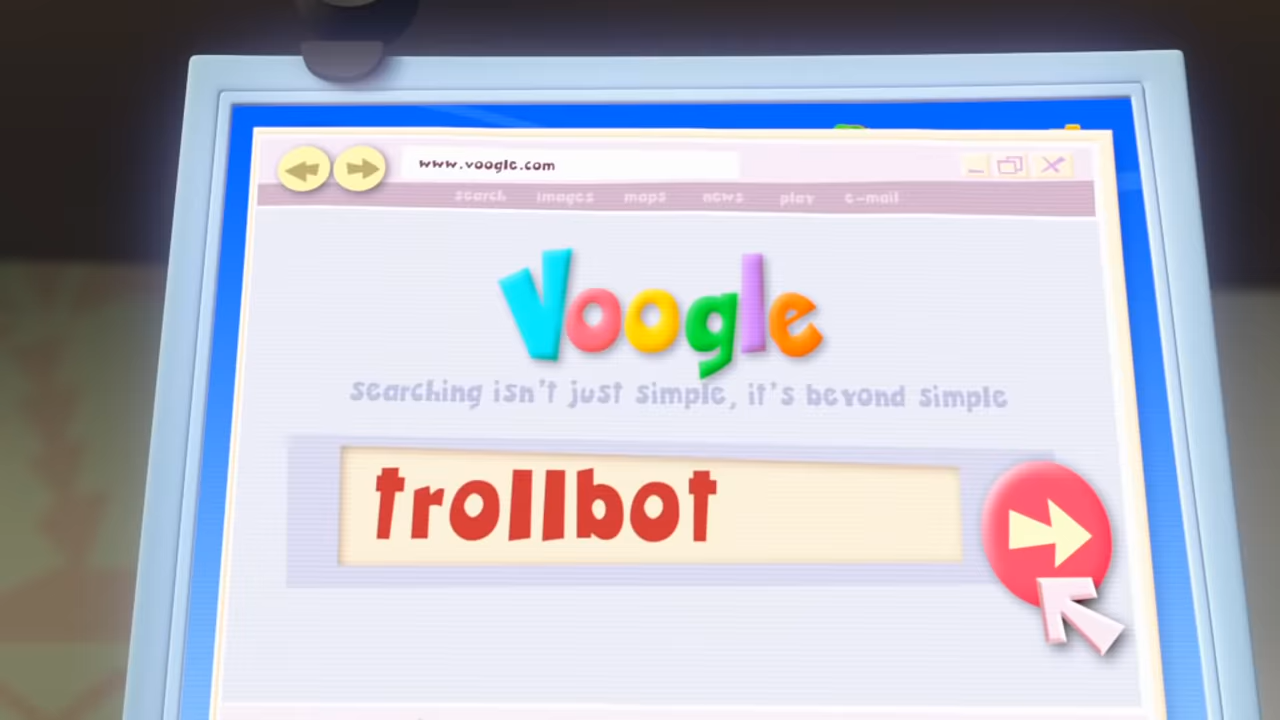 www.voogle.com
search images maps news play e-mail
Voogle
searching isn't just simple, it's beyond simple
trollbot